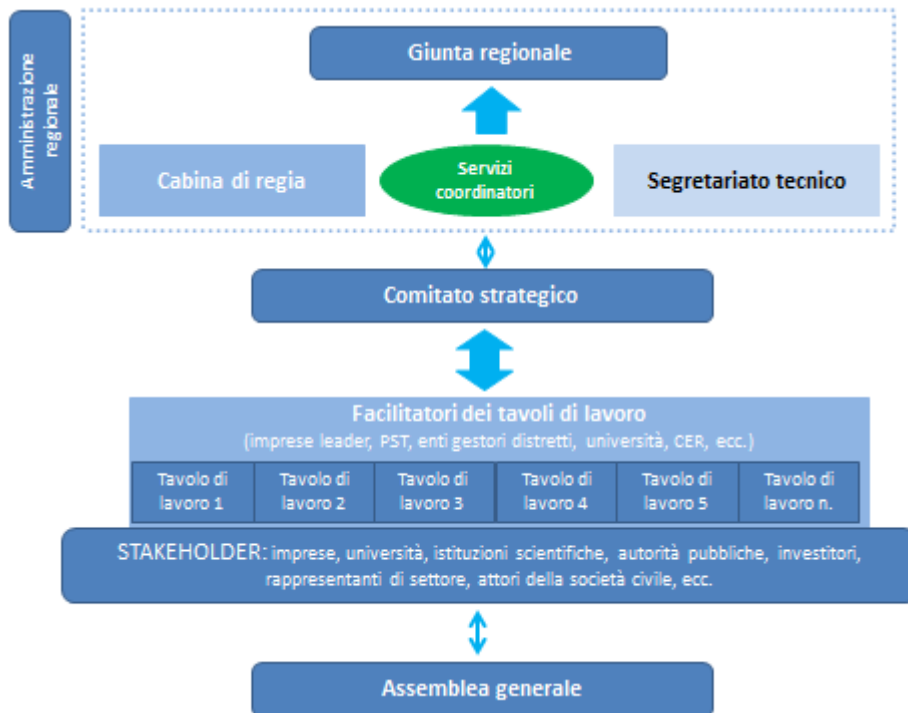 Amministrazione
regionale
Giunta regionale
Cabina di regia
Servizi
coordinatori
Segretariato tecnico
Comitato strategico
Facilitatori dei tavoli di lavoro
(imprese leader, PST, enti gestori distretti, università, CER, ecc.)
Tavolo di
lavoro 1
Tavolo di
lavoro 2
Tavolo di
lavoro 3
Tavolo di
lavoro 4
Tavolo di
lavoro 5
Tavolo di
lavoro n.
STAKEHOLDER: imprese, università, istituzioni scientifiche, autorità pubbliche, investitori,
rappresentanti di settore, attori della società civile, ecc.
Assemblea generale